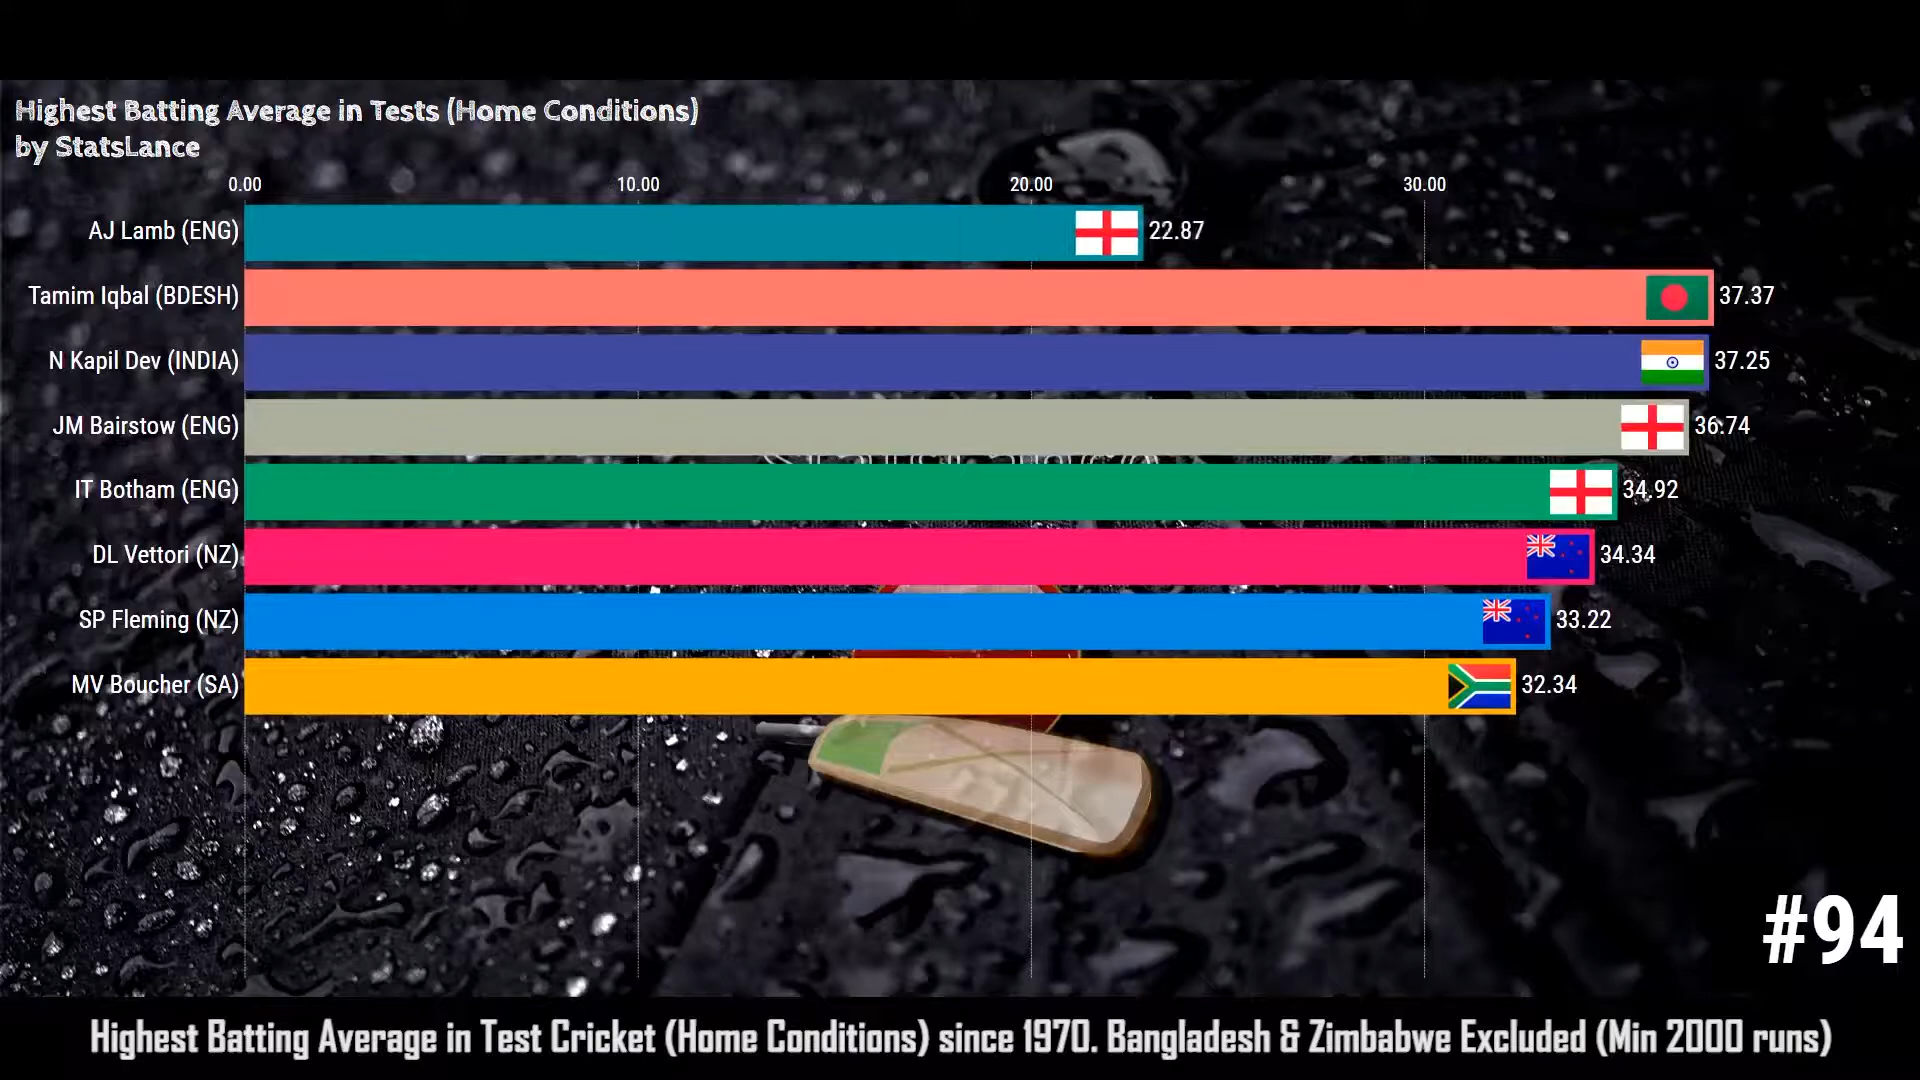 Highest Batting Average in Tests (Home Conditions)
by StatsLance
0.00 10.00 20.00 30.00
AJ Lamb (ENG) 22.87
Tamim Iqbal (BDESH) 37.37
N Kapil Dev (INDIA) 37.25
JM Bairstow (ENG) 36.74
IT Botham (ENG) 34.92
DL Vettori (NZ) 34.34
SP Fleming (NZ) 33.22
MV Boucher (SA) 32.34
#94
Highest Batting Average in Test Cricket (Home Conditions) since 1970. Bangladesh & Zimbabwe Excluded (Min 2000 runs)